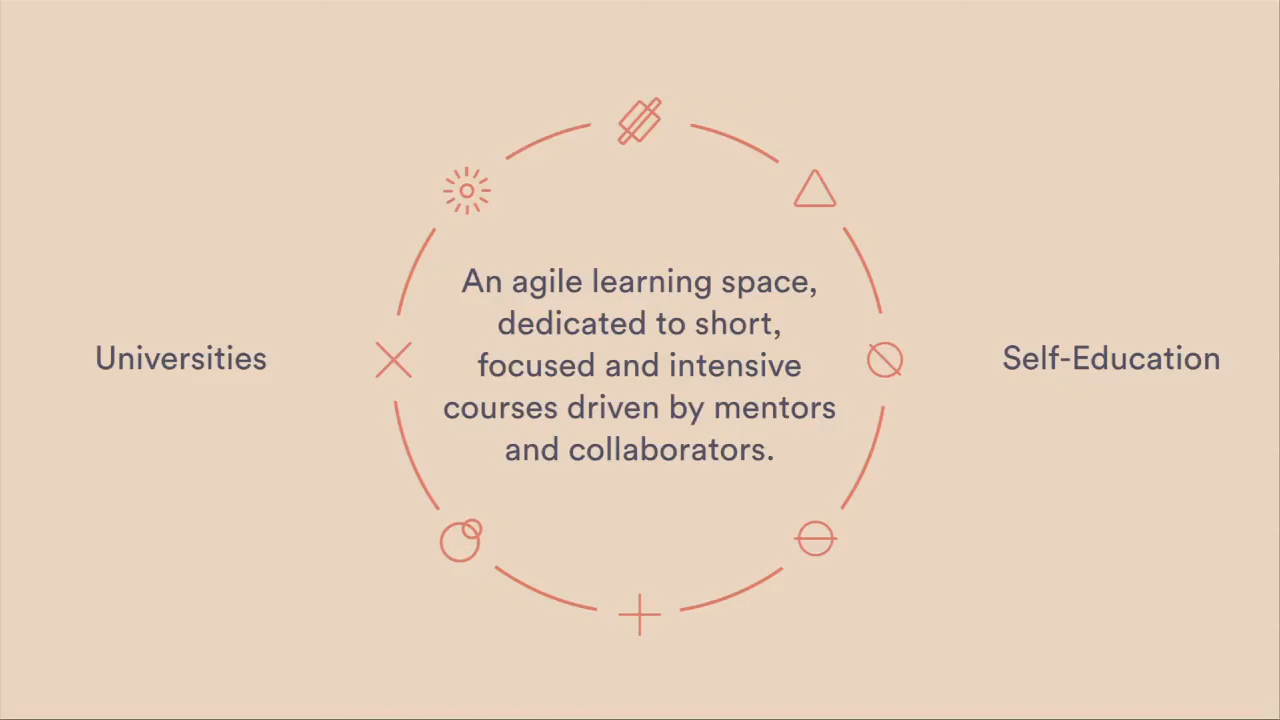 An agile learning space,
dedicated to short,
focused and intensive
courses driven by mentors
and collaborators.
Universities
Self-Education